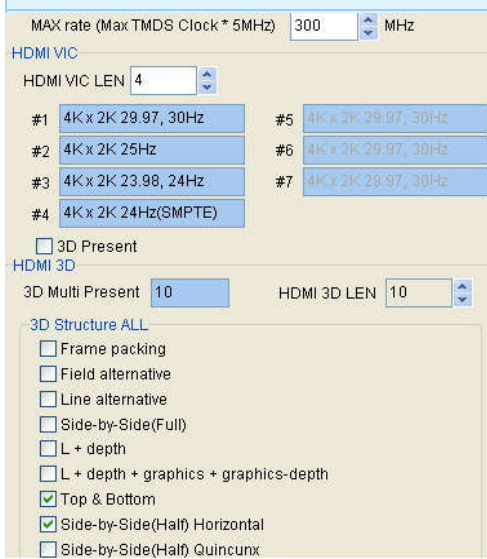 MAX rate (Max TMDS Clock * 5MHz) 300 MHz
HDMI VIC
HDMI VIC LEN 4
#1 4K x 2K 29.97, 30Hz #5 4K x 2K 29.97, 30Hz
#2 4K x 2K 25Hz #6 4K x 2K 29.97, 30Hz
#3 4K x 2K 23.98, 24Hz #7 4K x 2K 29.97, 30Hz
#4 4K x 2K 24Hz(SMPTE)
3D Present
HDMI 3D
3D Multi Present 10 HDMI 3D LEN 10
3D Structure ALL
Frame packing
Field alternative
Line alternative
Side-by-Side(Full)
L + depth
L + depth + graphics + graphics-depth
Top & Bottom
Side-by-Side(Half) Horizontal
Side-by-Side(Half) Quincunx